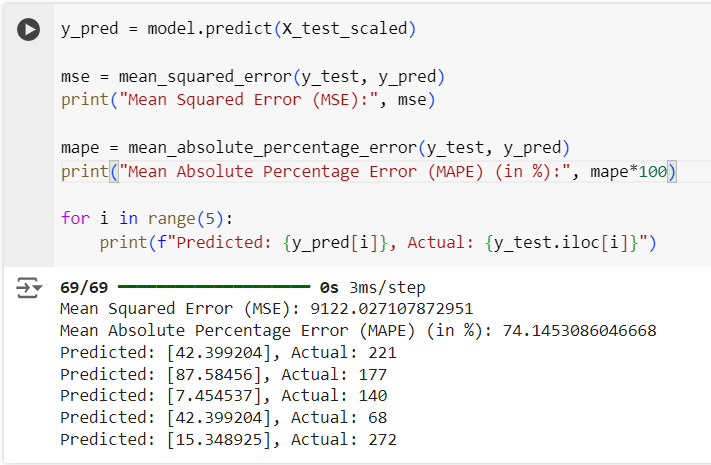 y_pred = model.predict(X_test_scaled)
mse = mean_squared_error(y_test, y_pred)
print("Mean Squared Error (MSE):", mse)
mape = mean_absolute_percentage_error(y_test, y_pred)
print("Mean Absolute Percentage Error (MAPE) (in %):", mape*100)
for i in range(5):
    print(f"Predicted: {y_pred[i]}, Actual: {y_test.iloc[i]}")
69/69 ━━━━━━━━━━━━━━━━━━━━ 0s 3ms/step
Mean Squared Error (MSE): 9122.027107872951
Mean Absolute Percentage Error (MAPE) (in %): 74.1453086046668
Predicted: [42.399204], Actual: 221
Predicted: [87.58456], Actual: 177
Predicted: [7.454537], Actual: 140
Predicted: [42.399204], Actual: 68
Predicted: [15.348925], Actual: 272